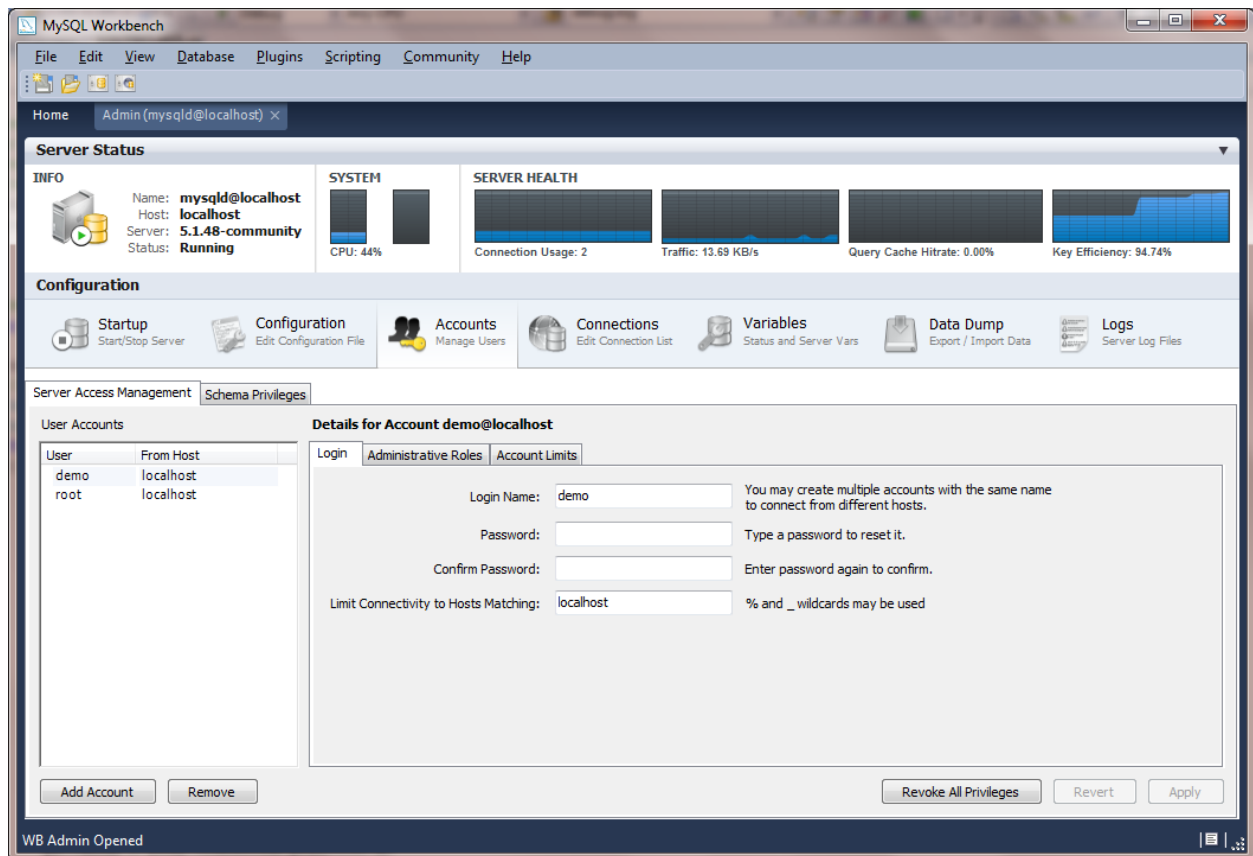 MySQL Workbench
File Edit View Database Plugins Scripting Community Help
Home Admin (mysqld@localhost)
Server Status
INFO SYSTEM SERVER HEALTH
Name: mysqld@localhost
Host: localhost
Server: 5.1.48-community
Status: Running
CPU: 44% Connection Usage: 2 Traffic: 13.69 KB/s Query Cache Hitrate: 0.00% Key Efficiency: 94.74%
Configuration
Startup Configuration Accounts Connections Variables Data Dump Logs
Start/Stop Server Edit Configuration File Manage Users Edit Connection List Status and Server Vars Export / Import Data Server Log Files
Server Access Management Schema Privileges
User Accounts Details for Account demo@localhost
Login Administrative Roles Account Limits
User From Host
demo localhost
root localhost
Login Name: demo You may create multiple accounts with the same name
to connect from different hosts.
Password: Type a password to reset it.
Confirm Password: Enter password again to confirm.
Limit Connectivity to Hosts Matching: localhost % and _ wildcards may be used
Add Account Remove Revoke All Privileges Revert Apply
WB Admin Opened